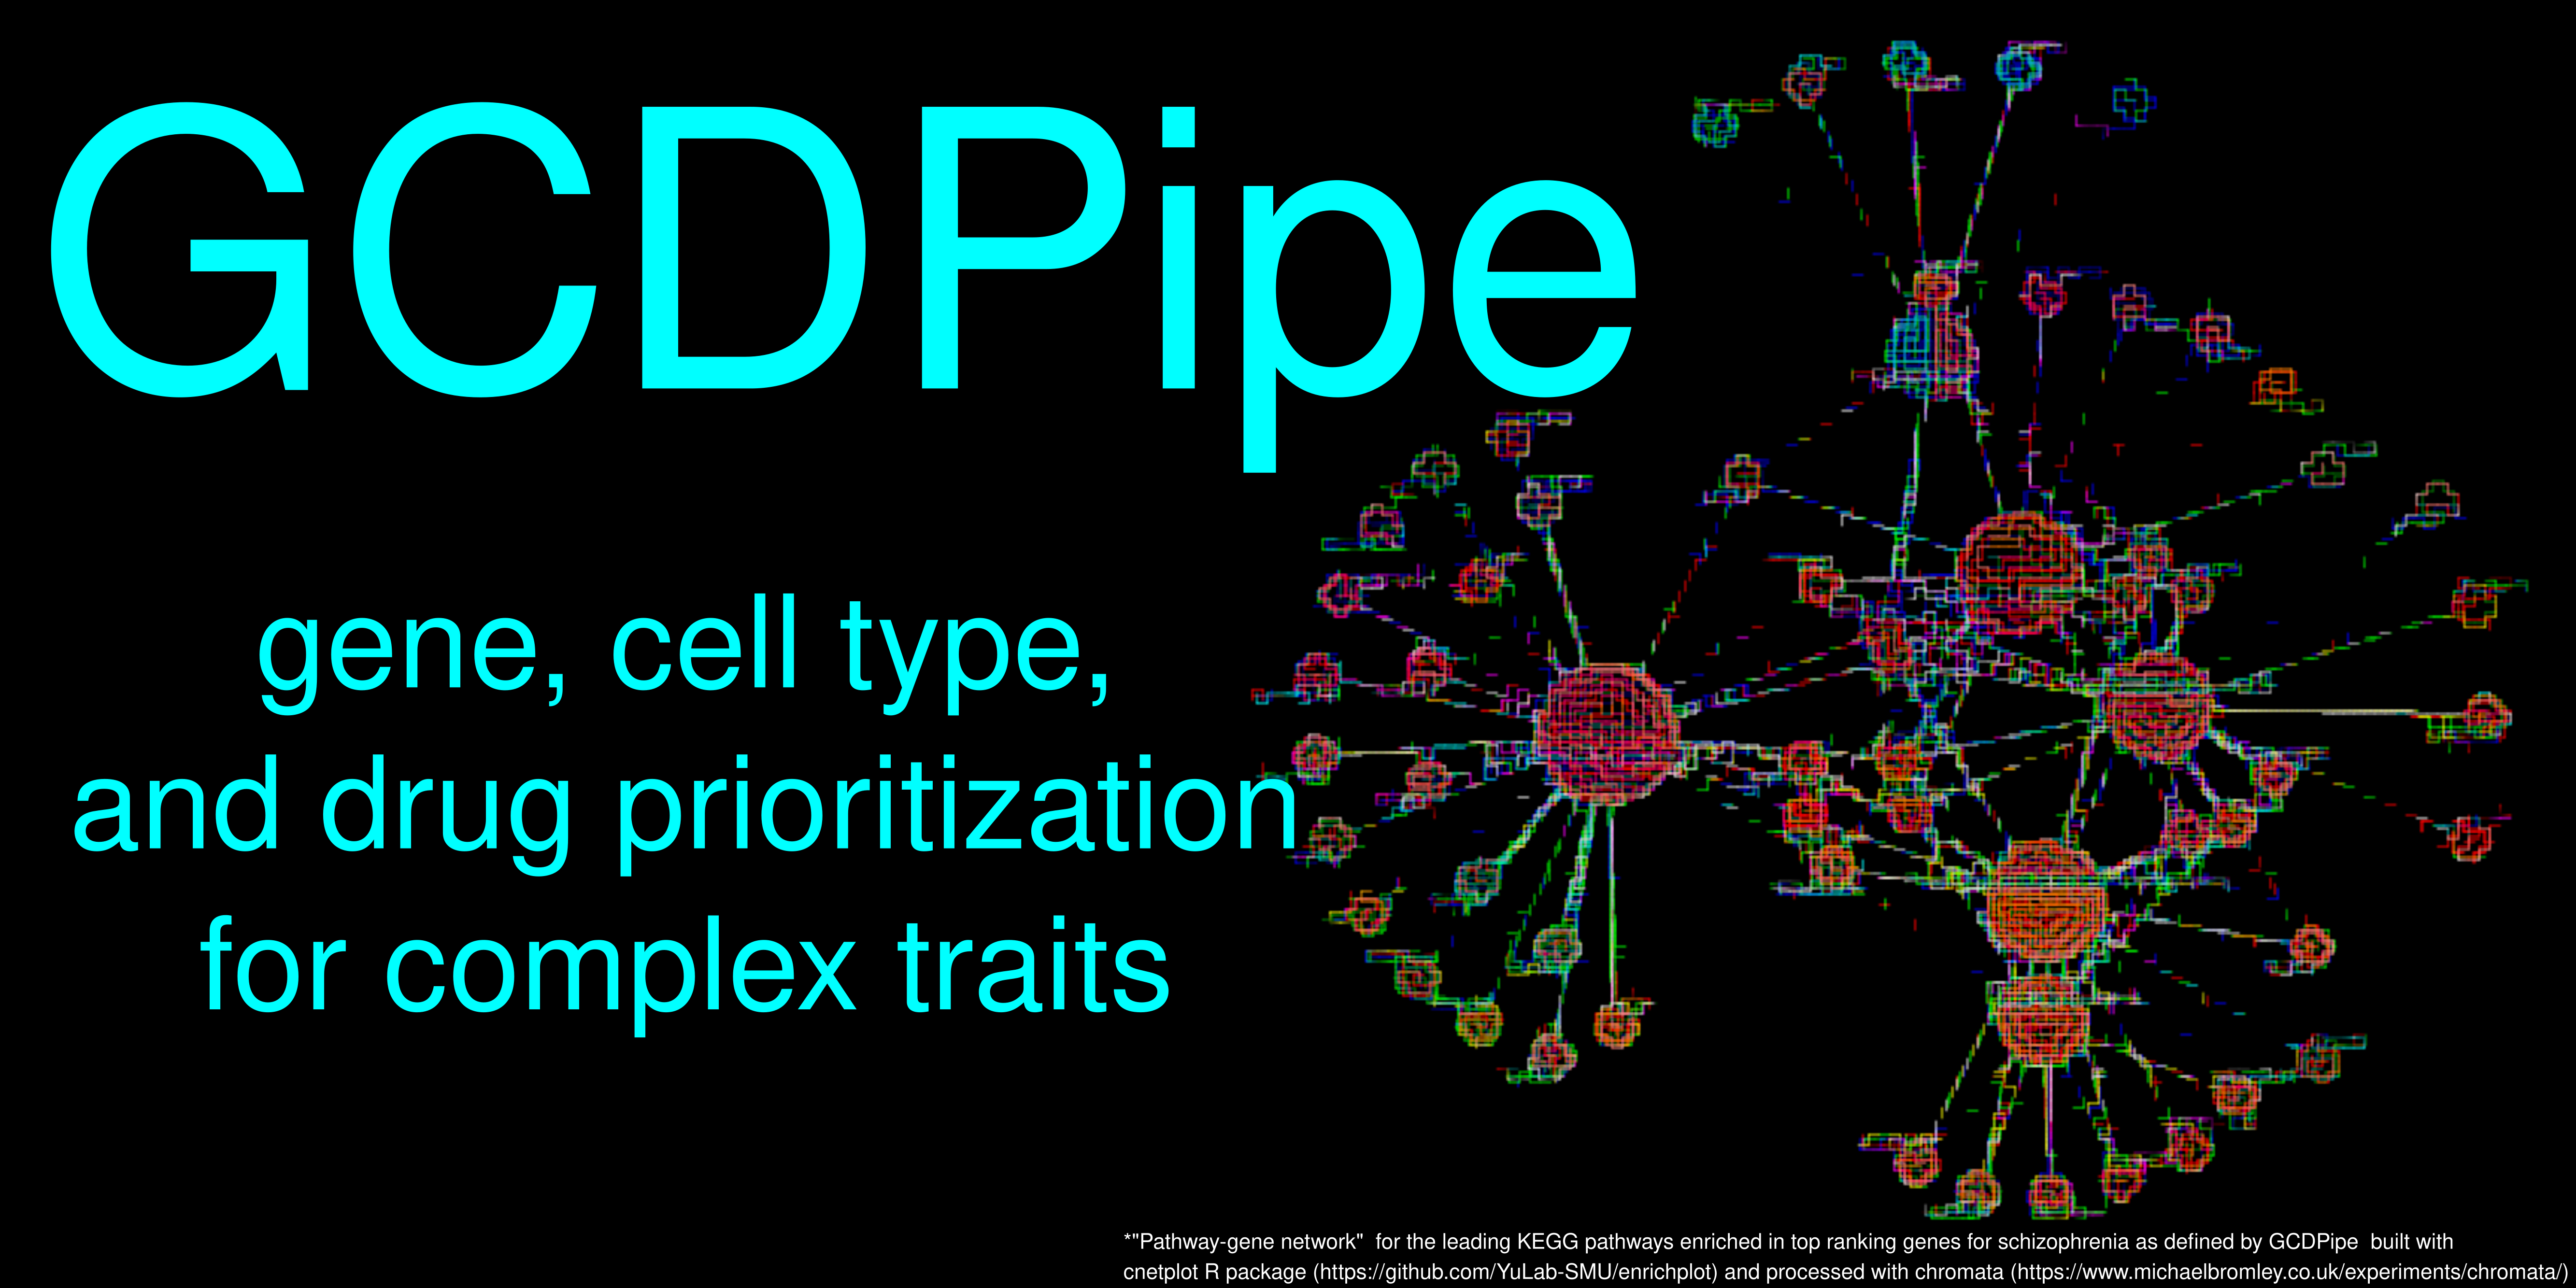 GCDPipe
gene, cell type,
and drug prioritization
for complex traits
*"Pathway-gene network"  for the leading KEGG pathways enriched in top ranking genes for schizophrenia as defined by GCDPipe  built with
cnetplot R package (https://github.com/YuLab-SMU/enrichplot) and processed with chromata (https://www.michaelbromley.co.uk/experiments/chromata/)